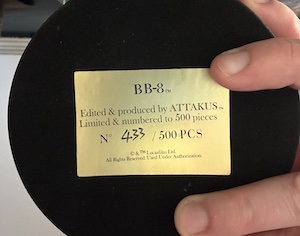 BB-8™
Edited & produced by ATTAKUS™
Limited & numbered to 500 pieces
N° 433 / 500 PCS
© & ™ Lucasfilm Ltd.
All Rights Reserved. Used Under Authorization.